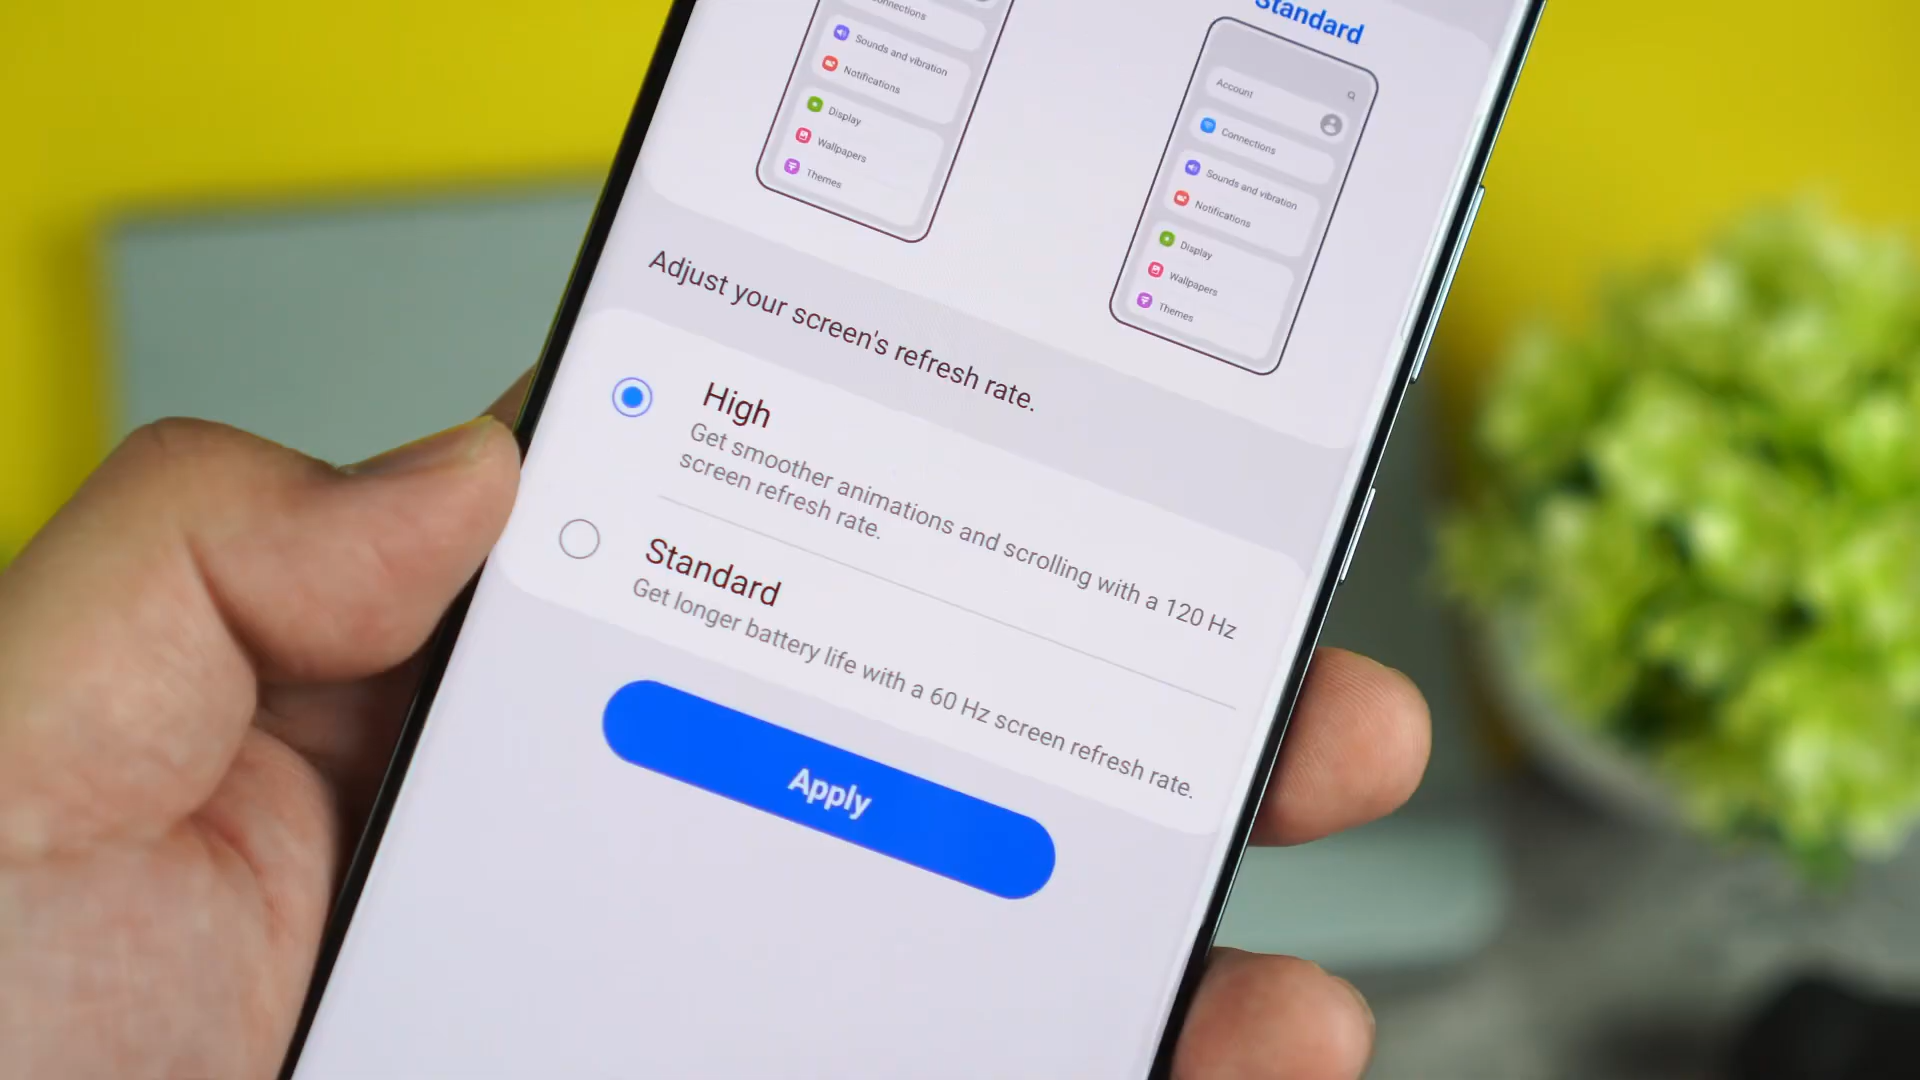 Connections
Sounds and vibration
Notifications
Display
Wallpapers
Themes
Standard
Account
Connections
Sounds and vibration
Notifications
Display
Wallpapers
Themes
Adjust your screen's refresh rate.
High
Get smoother animations and scrolling with a 120 Hz
screen refresh rate.
Standard
Get longer battery life with a 60 Hz screen refresh rate.
Apply